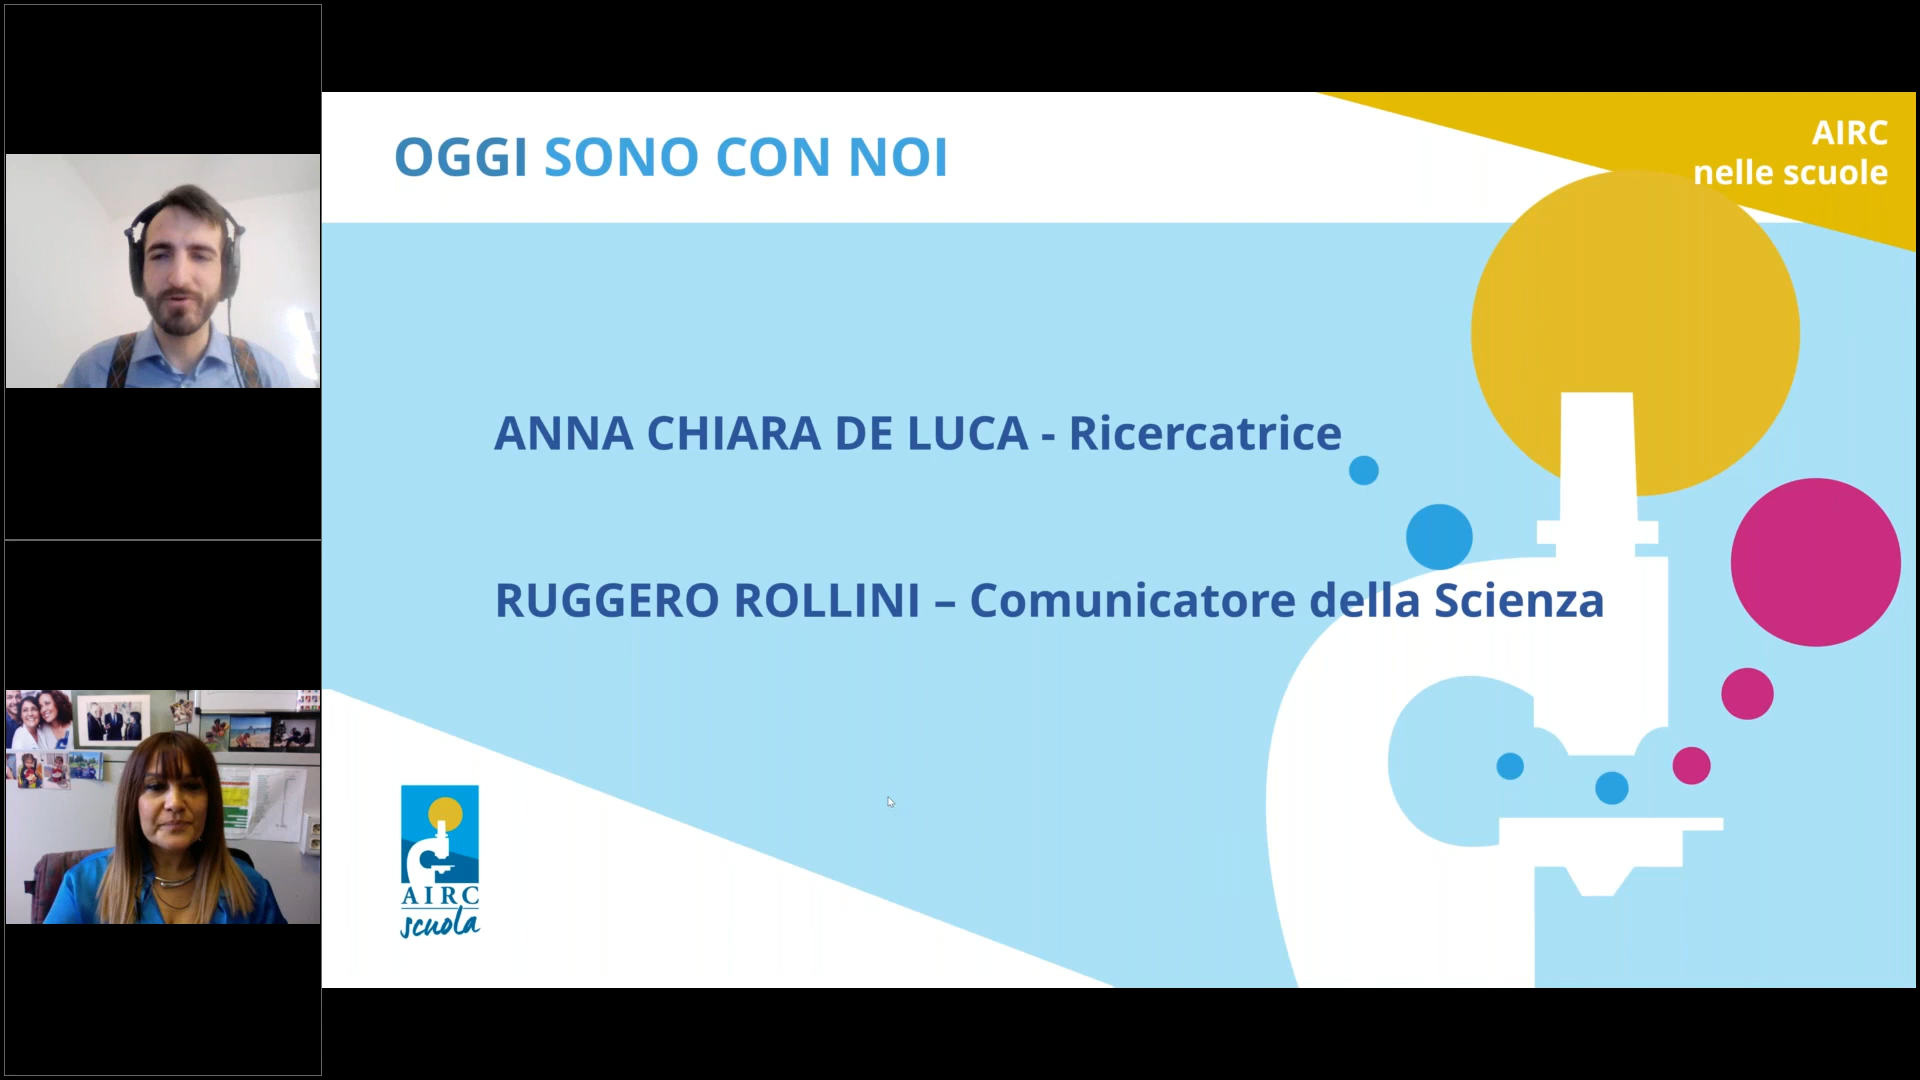 OGGI SONO CON NOI
AIRC
nelle scuole
ANNA CHIARA DE LUCA - Ricercatrice
RUGGERO ROLLINI – Comunicatore della Scienza
AIRC
scuola